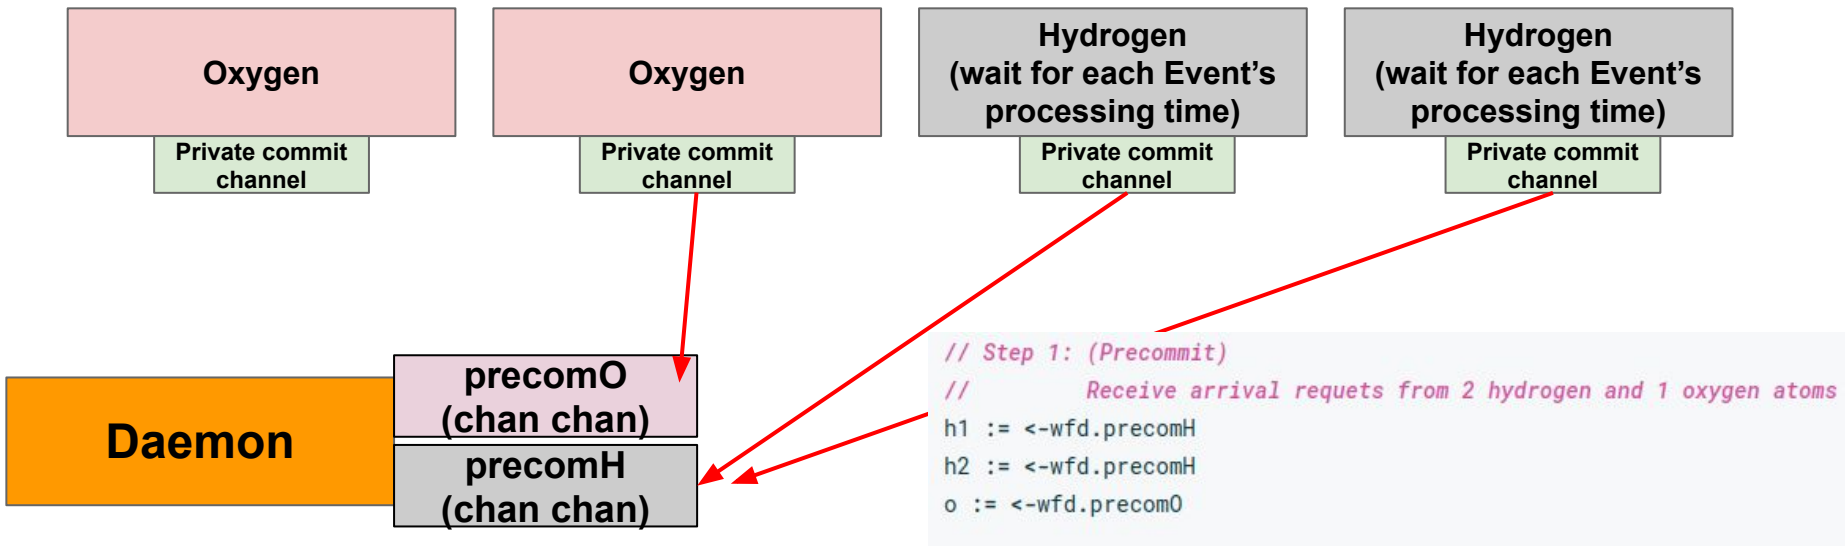 Oxygen
Private commit
channel
Oxygen
Private commit
channel
Hydrogen
(wait for each Event's
processing time)
Private commit
channel
Hydrogen
(wait for each Event's
processing time)
Private commit
channel
Daemon
precomO
(chan chan)
precomH
(chan chan)
// Step 1: (Precommit)
//        Receive arrival requets from 2 hydrogen and 1 oxygen atoms
h1 := <-wfd.precomH
h2 := <-wfd.precomH
o := <-wfd.precomO